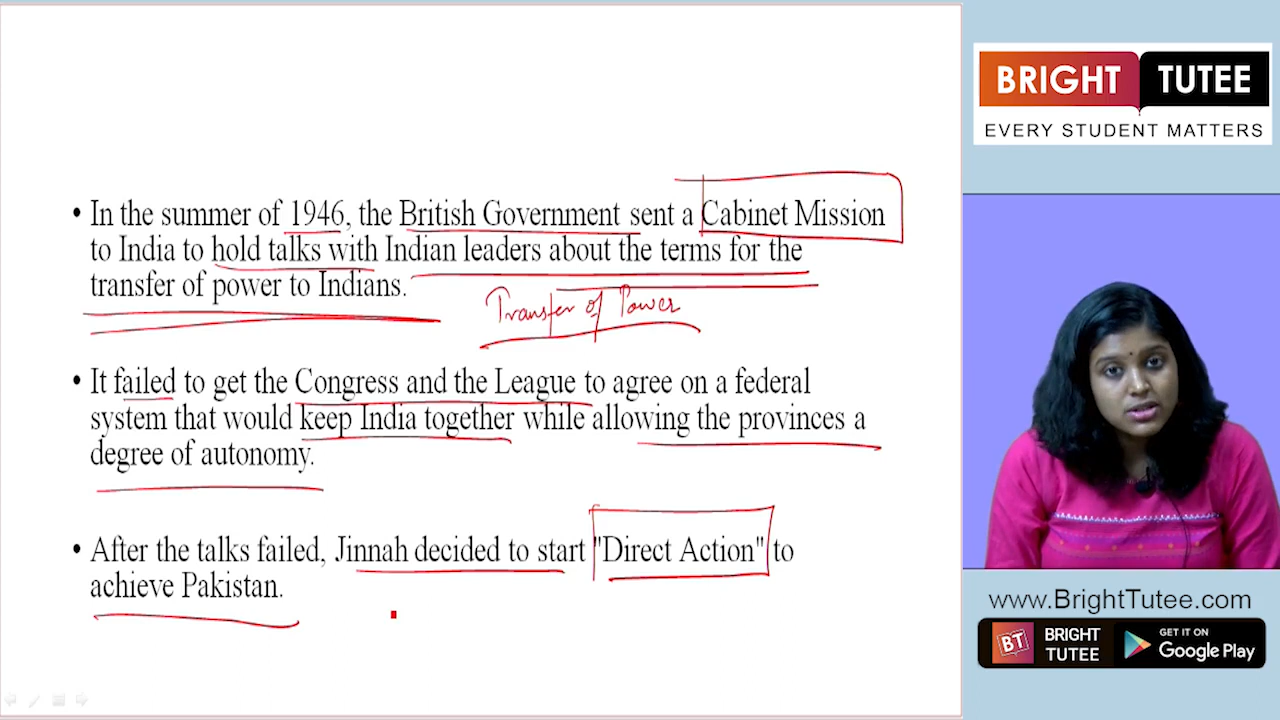 • In the summer of 1946, the British Government sent a Cabinet Mission
to India to hold talks with Indian leaders about the terms for the
transfer of power to Indians.
Transfer of Power
• It failed to get the Congress and the League to agree on a federal
system that would keep India together while allowing the provinces a
degree of autonomy.
• After the talks failed, Jinnah decided to start "Direct Action" to
achieve Pakistan.
BRIGHT TUTEE
EVERY STUDENT MATTERS
www.BrightTutee.com
BT
BRIGHT
TUTEE
GET IT ON
Google Play